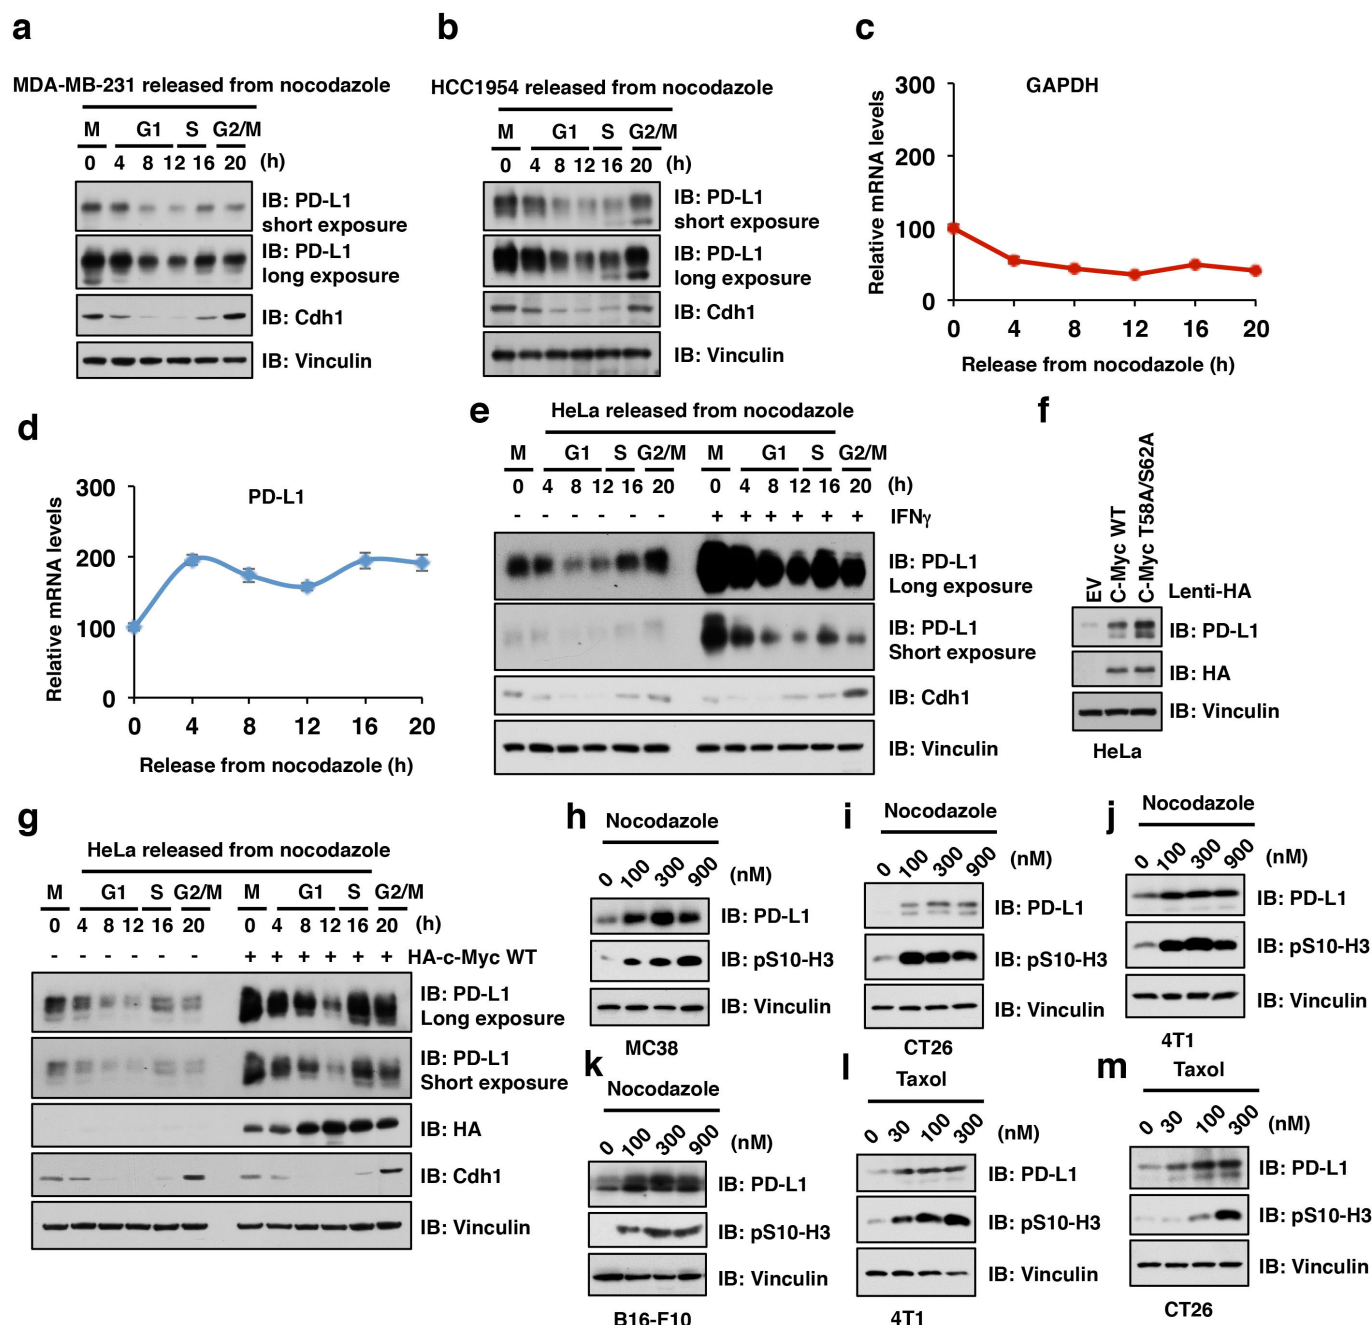 a
MDA-MB-231 released from nocodazole
M G1 S G2/M
0 4 8 12 16 20 (h)
IB: PD-L1
short exposure
IB: PD-L1
long exposure
IB: Cdh1
IB: Vinculin
b
HCC1954 released from nocodazole
M G1 S G2/M
0 4 8 12 16 20 (h)
IB: PD-L1
short exposure
IB: PD-L1
long exposure
IB: Cdh1
IB: Vinculin
c
GAPDH
Relative mRNA levels
300
200
100
0
0 4 8 12 16 20
Release from nocodazole (h)
d
PD-L1
Relative mRNA levels
300
200
100
0
0 4 8 12 16 20
Release from nocodazole (h)
e
HeLa released from nocodazole
M G1 S G2/M M G1 S G2/M
0 4 8 12 16 20 0 4 8 12 16 20 (h)
- - - - - - + + + + + + IFNγ
IB: PD-L1
Long exposure
IB: PD-L1
Short exposure
IB: Cdh1
IB: Vinculin
f
EV
C-Myc WT
C-Myc T58A/S62A
Lenti-HA
IB: PD-L1
IB: HA
IB: Vinculin
HeLa
g
HeLa released from nocodazole
M G1 S G2/M M G1 S G2/M
0 4 8 12 16 20 0 4 8 12 16 20 (h)
- - - - - - + + + + + + HA-c-Myc WT
IB: PD-L1
Long exposure
IB: PD-L1
Short exposure
IB: HA
IB: Cdh1
IB: Vinculin
h
Nocodazole
0 100 300 900 (nM)
IB: PD-L1
IB: pS10-H3
IB: Vinculin
MC38
i
Nocodazole
0 100 300 900 (nM)
IB: PD-L1
IB: pS10-H3
IB: Vinculin
CT26
j
Nocodazole
0 100 300 900 (nM)
IB: PD-L1
IB: pS10-H3
IB: Vinculin
4T1
k
Nocodazole
0 100 300 900 (nM)
IB: PD-L1
IB: pS10-H3
IB: Vinculin
B16-F10
l
Taxol
0 30 100 300 (nM)
IB: PD-L1
IB: pS10-H3
IB: Vinculin
4T1
m
Taxol
0 30 100 300 (nM)
IB: PD-L1
IB: pS10-H3
IB: Vinculin
CT26